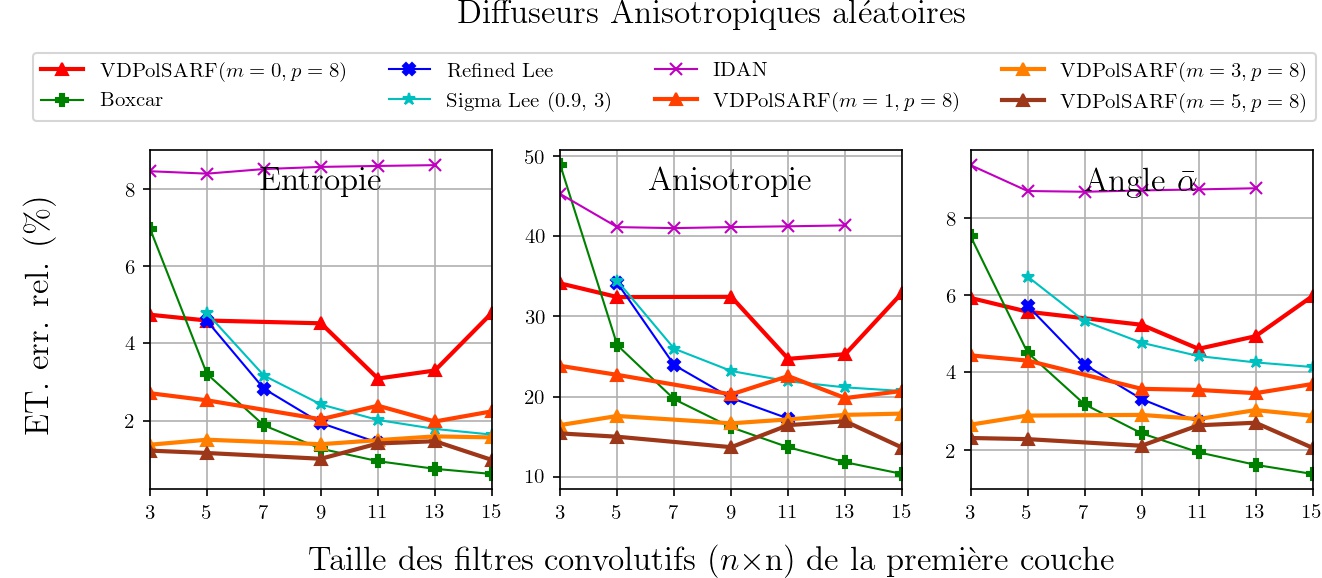 Diffuseurs Anisotropiques aléatoires
VDPolSARF(m = 0, p = 8) Refined Lee IDAN VDPolSARF(m = 3, p = 8)
Boxcar Sigma Lee (0.9, 3) VDPolSARF(m = 1, p = 8) VDPolSARF(m = 5, p = 8)
Entropie Anisotropie Angle ᾱ
ET. err. rel. (%)
8
6
4
2
3 5 7 9 11 13 15
50
40
30
20
10
3 5 7 9 11 13 15
8
6
4
2
3 5 7 9 11 13 15
Taille des filtres convolutifs (n×n) de la première couche